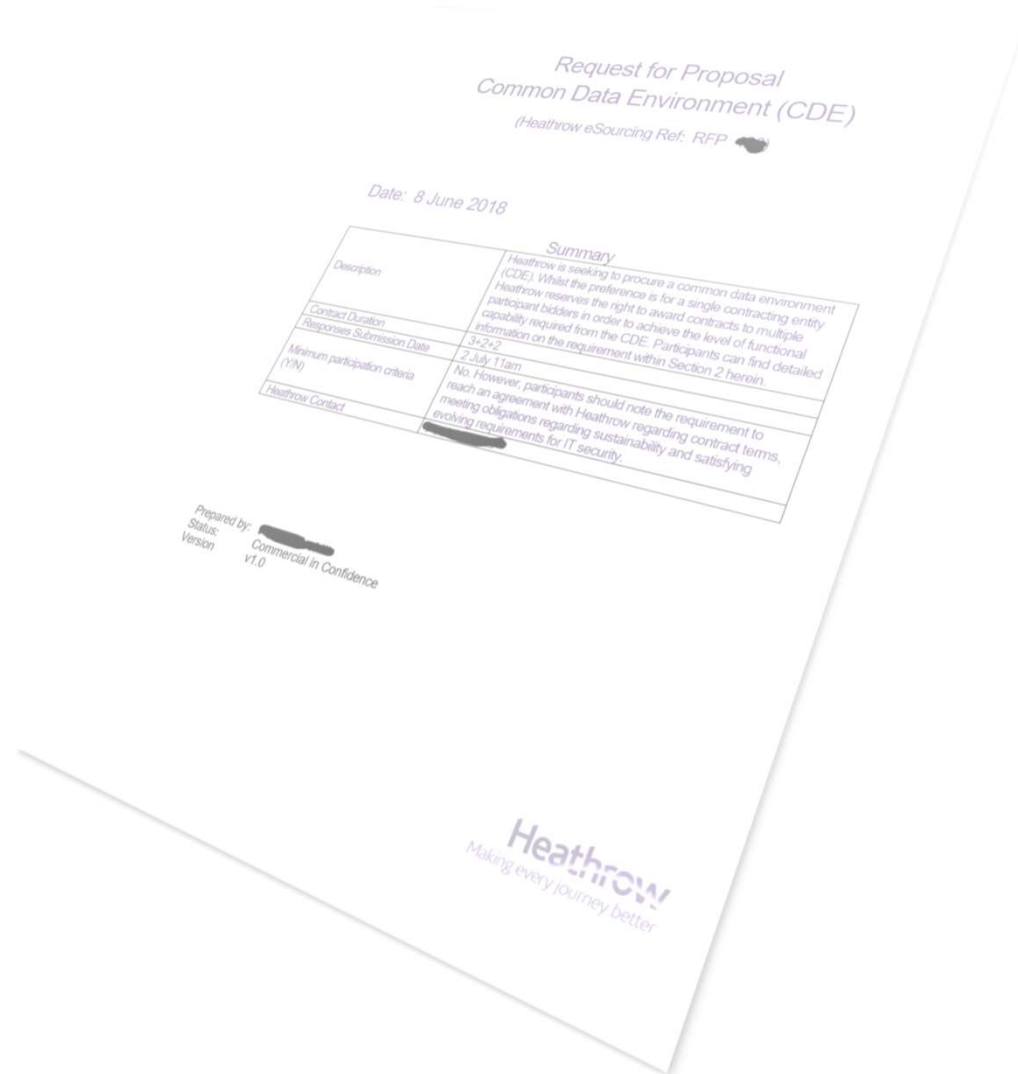 Request for Proposal
Common Data Environment (CDE)
(Heathrow eSourcing Ref: RFP
Date: 8 June 2018
Summary
Description
Heathrow is seeking to procure a common data environment
(CDE). Whilst the preference is for a single contracting entity
Heathrow reserves the right to award contracts to multiple
participant bidders in order to achieve the level of functional
capability required from the CDE. Participants can find detailed
information on the requirement within Section 2 herein.
Contract Duration
3+2+2
Responses Submission Date
2 July 11am
Minimum participation criteria
(Y/N)
No. However, participants should note the requirement to
reach an agreement with Heathrow regarding contract terms,
meeting obligations regarding sustainability and satisfying
evolving requirements for IT security.
Heathrow Contact
Prepared by:
Status: Commercial in Confidence
Version v1.0
Heathrow
Making every journey better